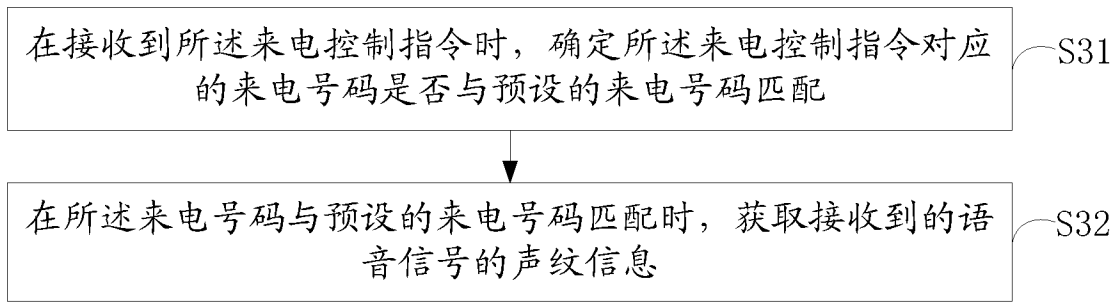 在接收到所述来电控制指令时，确定所述来电控制指令对应
的来电号码是否与预设的来电号码匹配
S31
在所述来电号码与预设的来电号码匹配时，获取接收到的语
音信号的声纹信息
S32